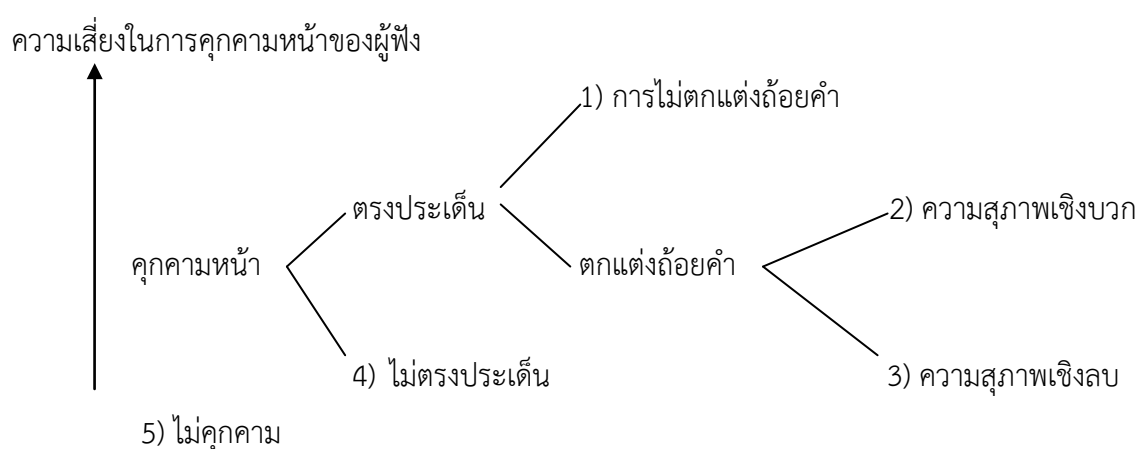 ความเสี่ยงในการคุกคามหน้าของผู้ฟัง
1) การไม่ตกแต่งถ้อยคำ
ตรงประเด็น
2) ความสุภาพเชิงบวก
คุกคามหน้า
ตกแต่งถ้อยคำ
4) ไม่ตรงประเด็น
3) ความสุภาพเชิงลบ
5) ไม่คุกคาม